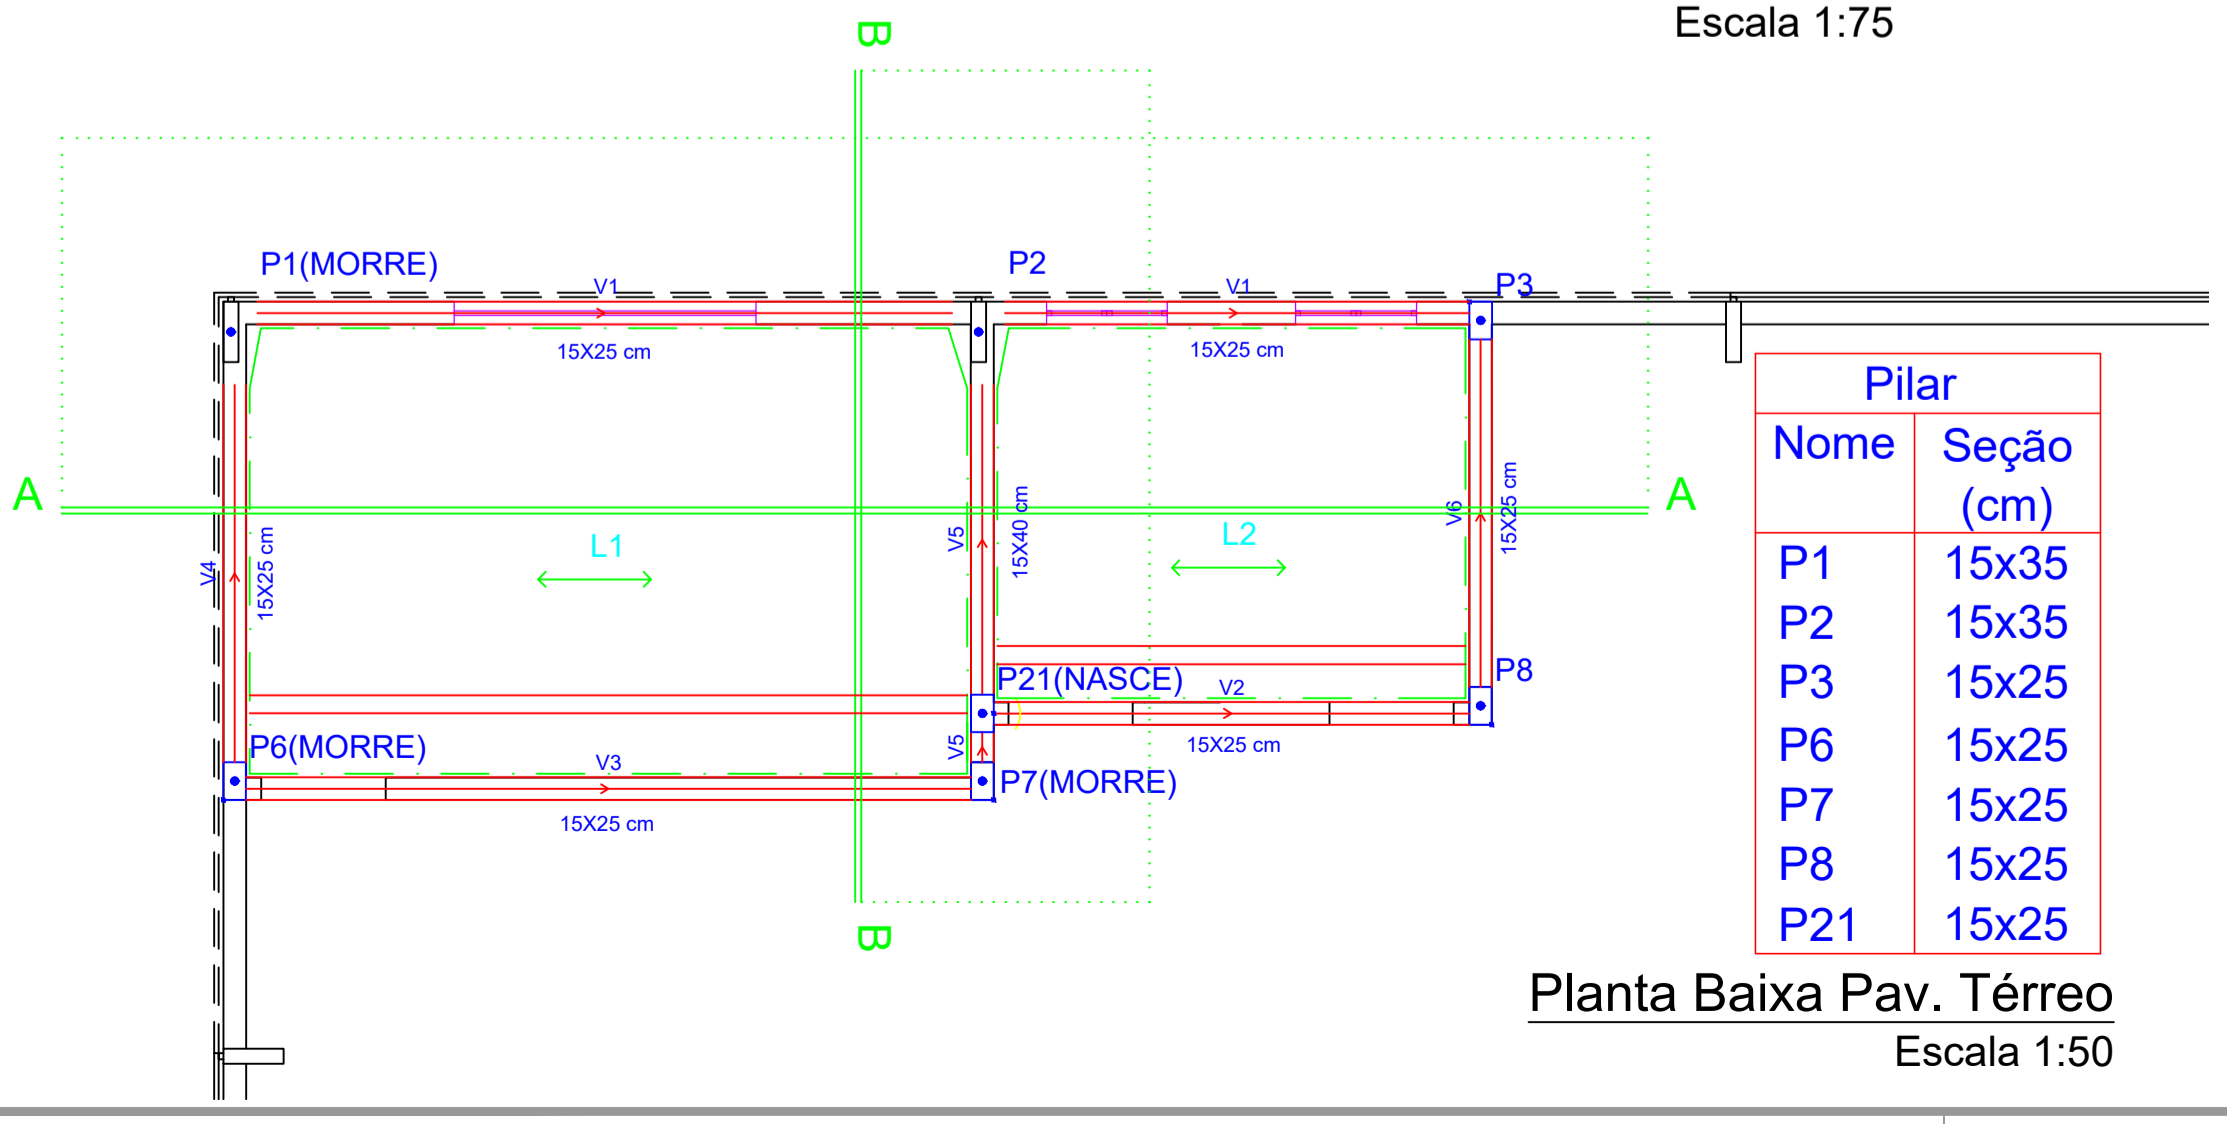 Escala 1:75
B
P1(MORRE)
P2
P3
V1
V1
15X25 cm
15X25 cm
A
A
V4
15X25 cm
L1
V5
15X40 cm
L2
V6
15X25 cm
P21(NASCE)
V2
P8
P6(MORRE)
V3
V5
P7(MORRE)
15X25 cm
15X25 cm
B
Pilar
Nome Seção
(cm)
P1 15x35
P2 15x35
P3 15x25
P6 15x25
P7 15x25
P8 15x25
P21 15x25
Planta Baixa Pav. Térreo
Escala 1:50